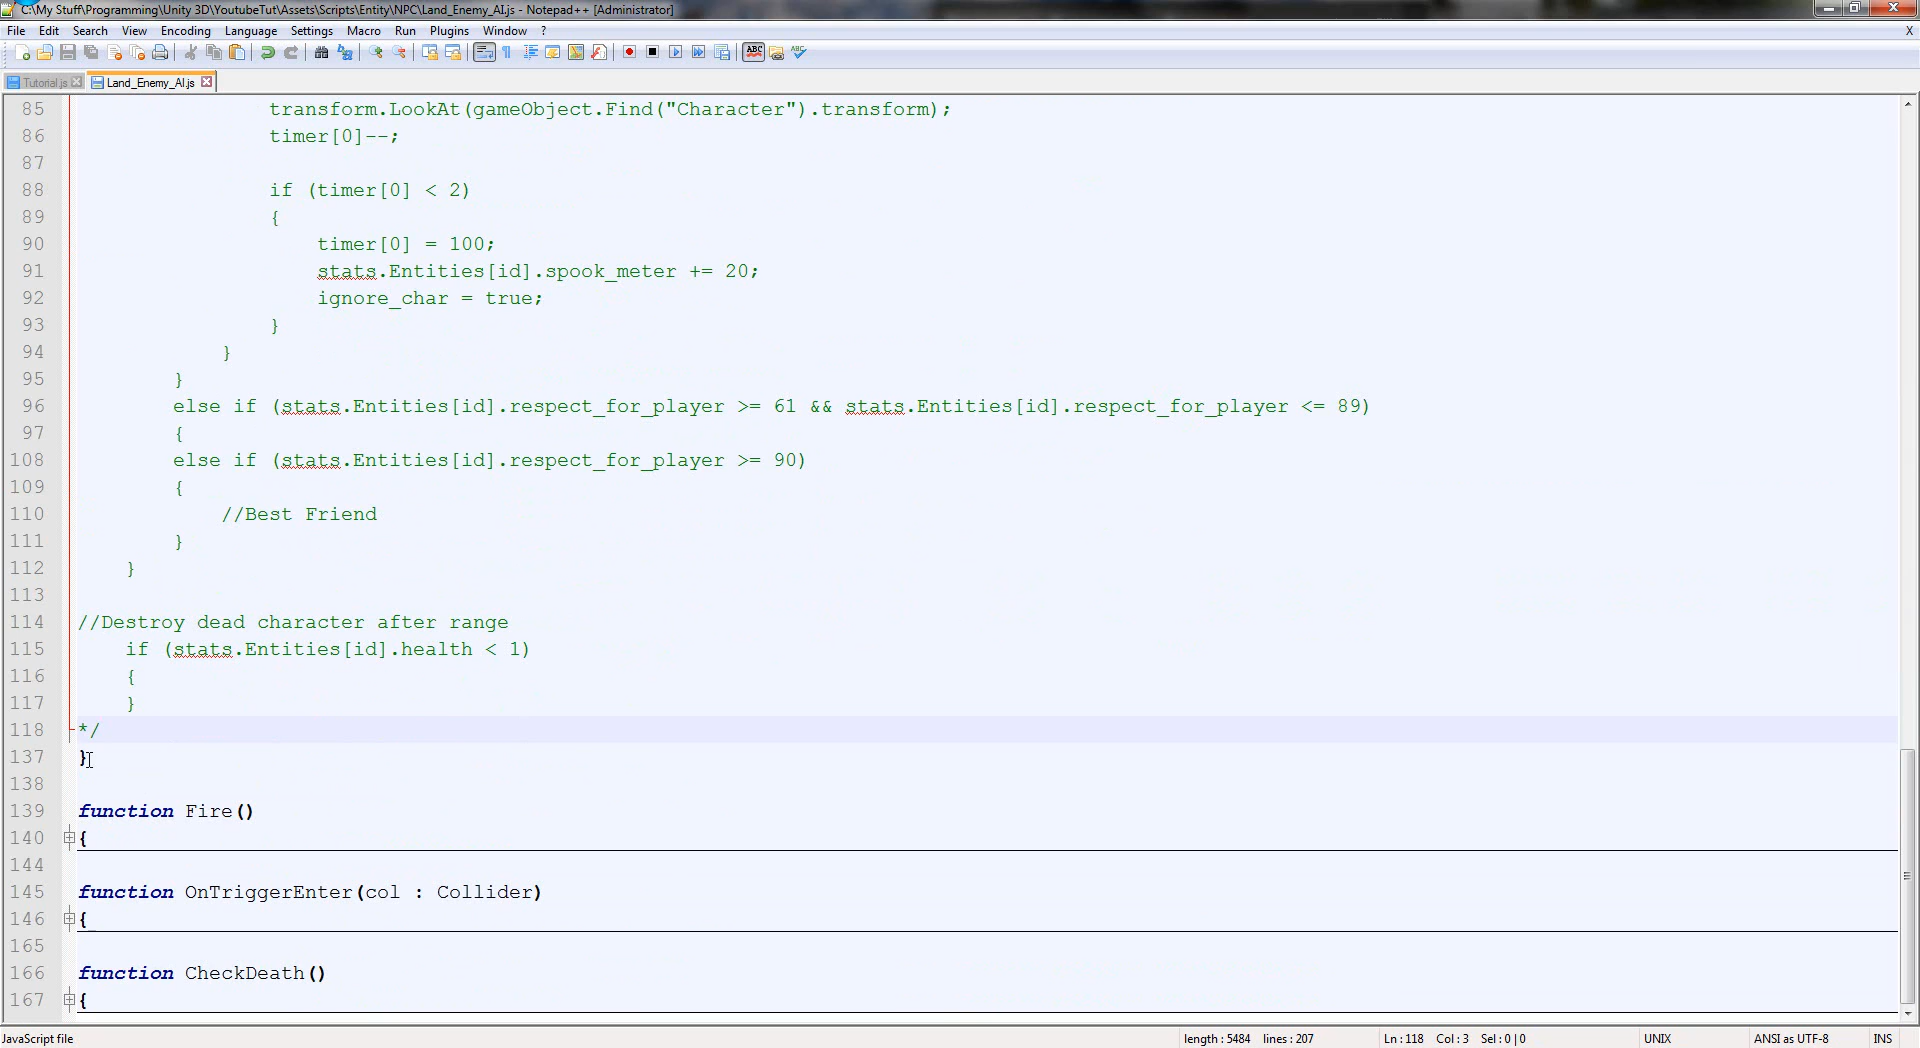 C:\My Stuff\Programming\Unity 3D\YoutubeTut\Assets\Scripts\Entity\NPC\Land_Enemy_AI.js - Notepad++ [Administrator]
File Edit Search View Encoding Language Settings Macro Run Plugins Window ? X
Tutorial.js Land_Enemy_AI.js
85 transform.LookAt(gameObject.Find("Character").transform);
86 timer[0]--;
87
88 if (timer[0] < 2)
89 {
90 timer[0] = 100;
91 stats.Entities[id].spook_meter += 20;
92 ignore_char = true;
93 }
94 }
95 }
96 else if (stats.Entities[id].respect_for_player >= 61 && stats.Entities[id].respect_for_player <= 89)
97 {
108 else if (stats.Entities[id].respect_for_player >= 90)
109 {
110 //Best Friend
111 }
112 }
113
114 //Destroy dead character after range
115 if (stats.Entities[id].health < 1)
116 {
117 }
118 */
137 }
138
139 function Fire()
140 {
144
145 function OnTriggerEnter(col : Collider)
146 {
165
166 function CheckDeath()
167 {
JavaScript file length : 5484 lines : 207 Ln : 118 Col : 3 Sel : 0 | 0 UNIX ANSI as UTF-8 INS